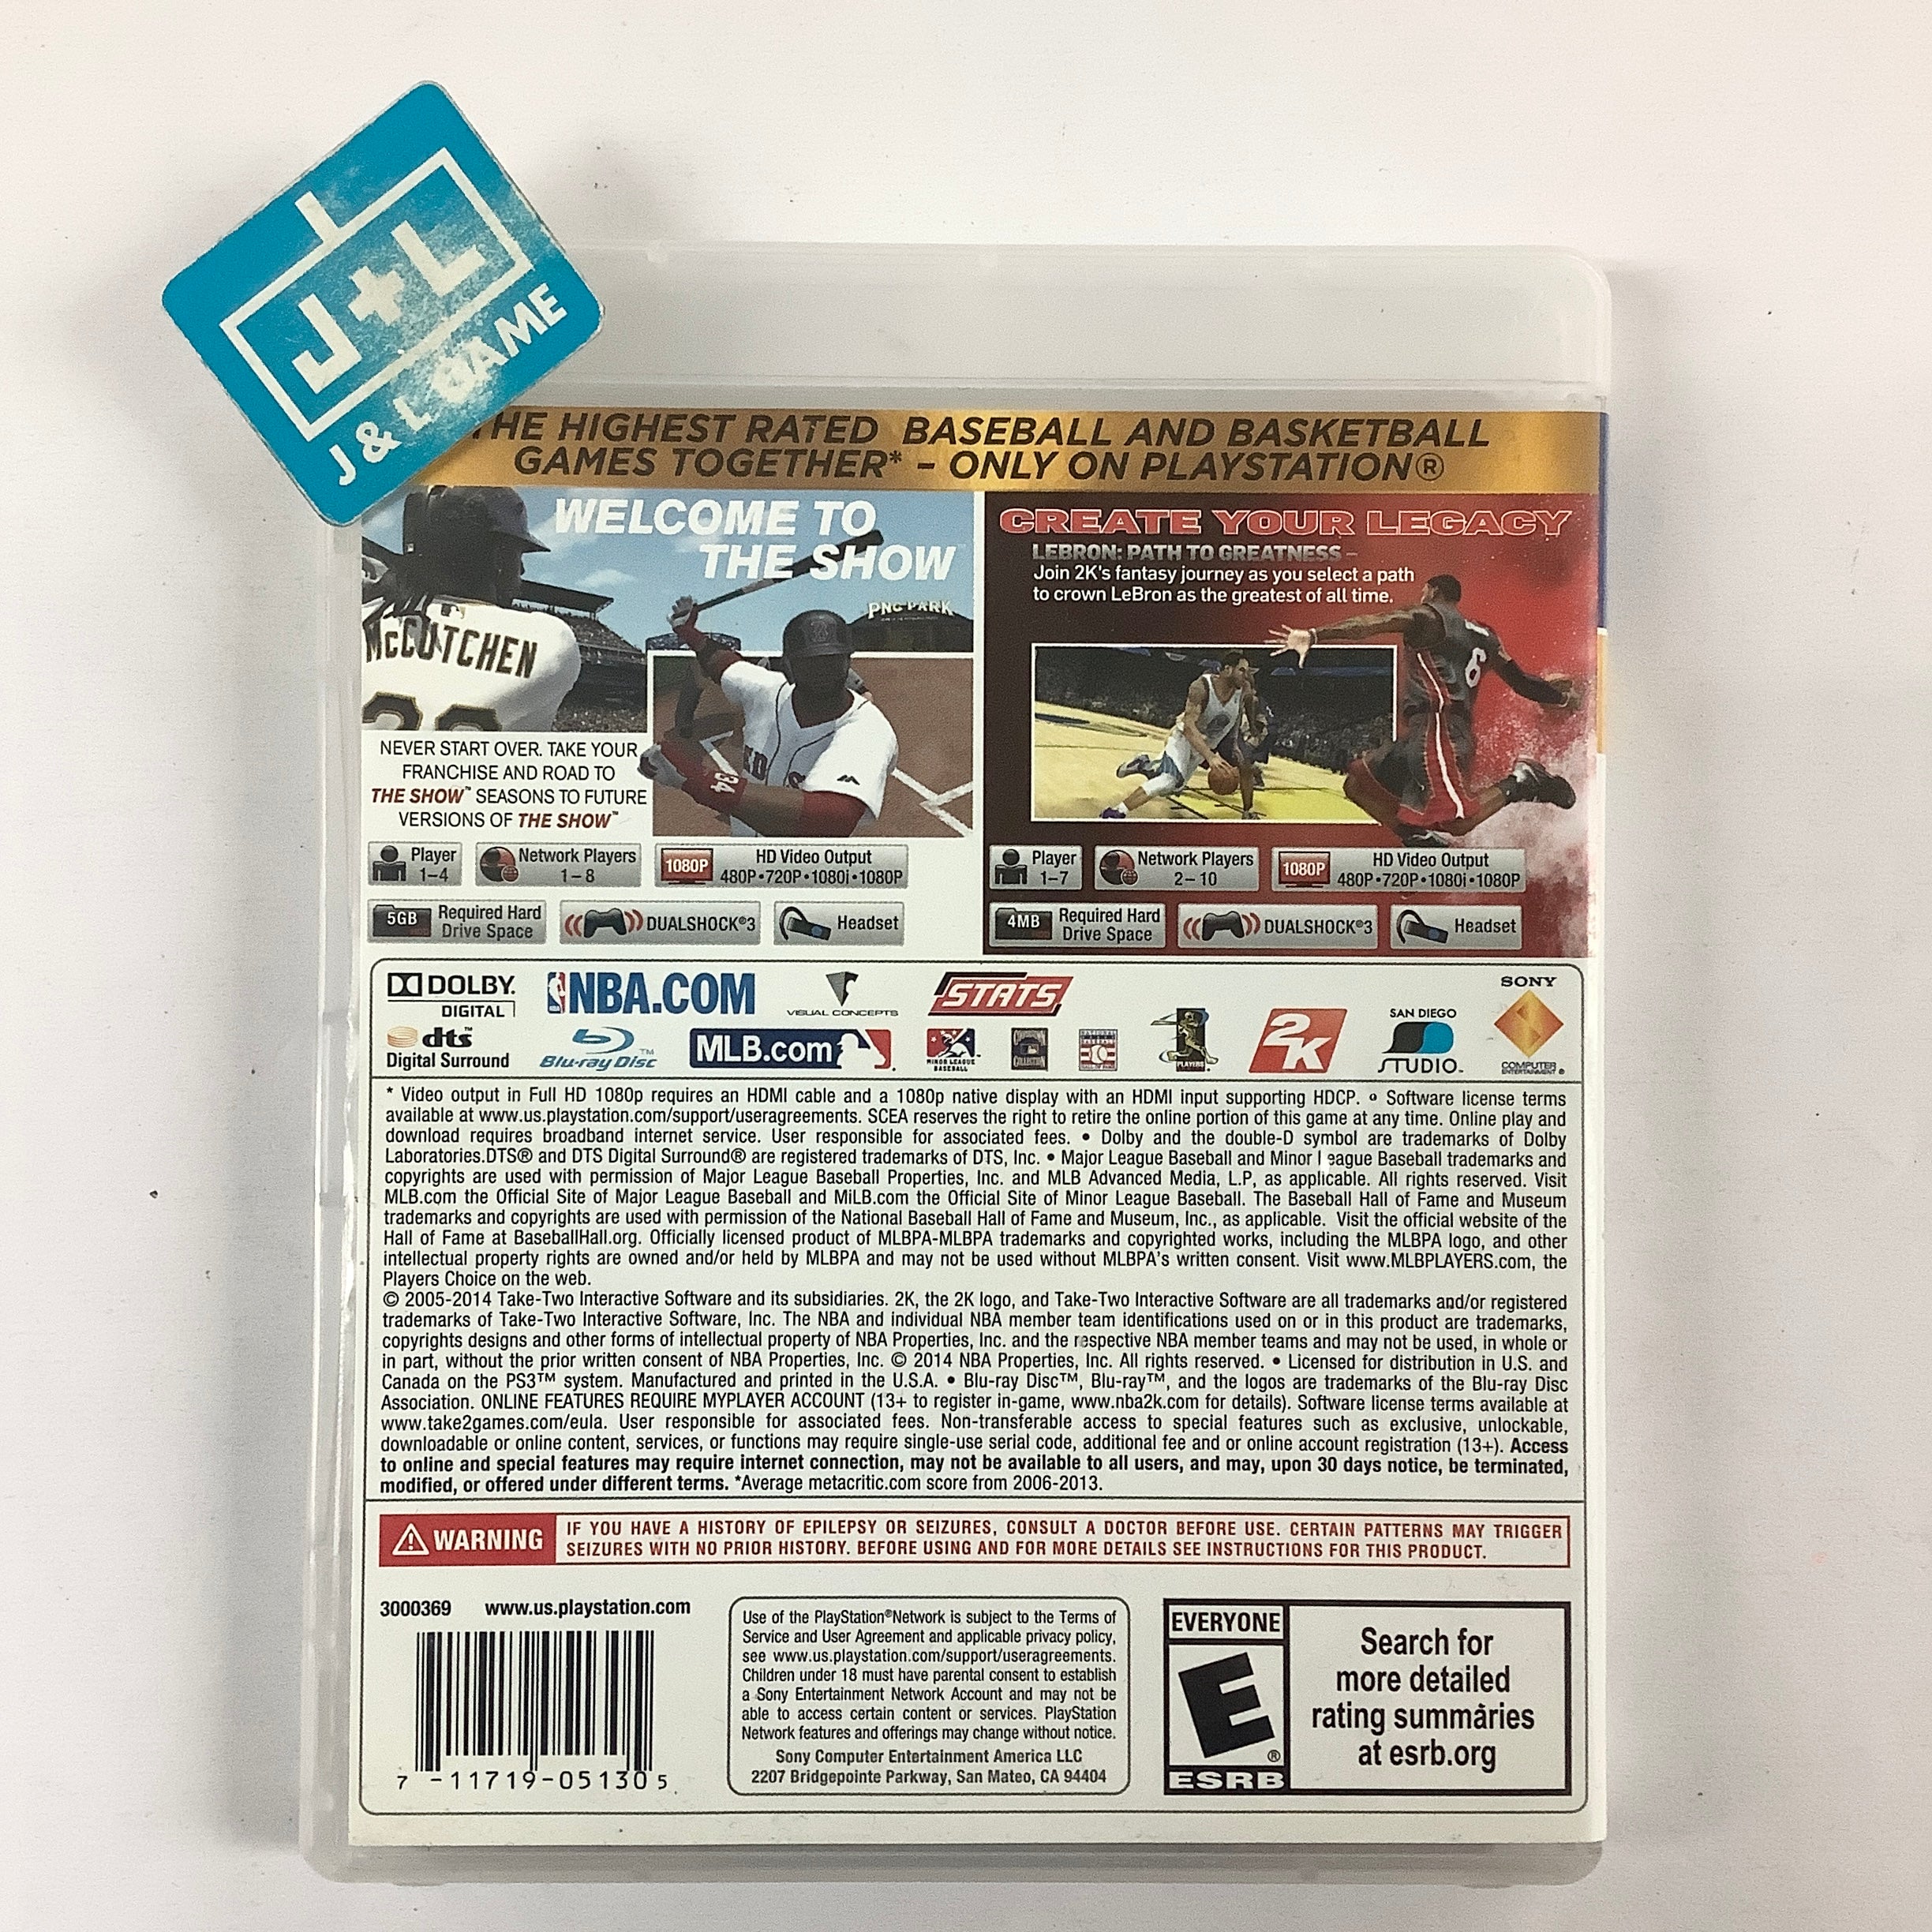 J+L
J & L GAME
THE HIGHEST RATED BASEBALL AND BASKETBALL
GAMES TOGETHER* – ONLY ON PLAYSTATION®
WELCOME TO
THE SHOW™
PNC PARK
McCUTCHEN
34
NEVER START OVER. TAKE YOUR
FRANCHISE AND ROAD TO
THE SHOW™ SEASONS TO FUTURE
VERSIONS OF THE SHOW™
Player
1–4
Network Players
1–8
1080P
HD Video Output
480P•720P•1080i•1080P
5GB
Required Hard
Drive Space
DUALSHOCK®3
Headset
CREATE YOUR LEGACY
LEBRON: PATH TO GREATNESS –
Join 2K's fantasy journey as you select a path
to crown LeBron as the greatest of all time.
6
Player
1–7
Network Players
2–10
1080P
HD Video Output
480P•720P•1080i•1080P
4MB
Required Hard
Drive Space
DUALSHOCK®3
Headset
DOLBY.
DIGITAL
NBA.COM
VISUAL CONCEPTS
STATS
SONY
COMPUTER
ENTERTAINMENT®
dts™
Digital Surround
Blu-ray Disc™
MLB.com
MINOR LEAGUE
BASEBALL
PLAYERS
2K
SAN DIEGO
STUDIO™
* Video output in Full HD 1080p requires an HDMI cable and a 1080p native display with an HDMI input supporting HDCP. • Software license terms
available at www.us.playstation.com/support/useragreements. SCEA reserves the right to retire the online portion of this game at any time. Online play and
download requires broadband internet service. User responsible for associated fees. • Dolby and the double-D symbol are trademarks of Dolby
Laboratories.DTS® and DTS Digital Surround® are registered trademarks of DTS, Inc. • Major League Baseball and Minor League Baseball trademarks and
copyrights are used with permission of Major League Baseball Properties, Inc. and MLB Advanced Media, L.P, as applicable. All rights reserved. Visit
MLB.com the Official Site of Major League Baseball and MiLB.com the Official Site of Minor League Baseball. The Baseball Hall of Fame and Museum
trademarks and copyrights are used with permission of the National Baseball Hall of Fame and Museum, Inc., as applicable. Visit the official website of the
Hall of Fame at BaseballHall.org. Officially licensed product of MLBPA-MLBPA trademarks and copyrighted works, including the MLBPA logo, and other
intellectual property rights are owned and/or held by MLBPA and may not be used without MLBPA's written consent. Visit www.MLBPLAYERS.com, the
Players Choice on the web.
© 2005-2014 Take-Two Interactive Software and its subsidiaries. 2K, the 2K logo, and Take-Two Interactive Software are all trademarks and/or registered
trademarks of Take-Two Interactive Software, Inc. The NBA and individual NBA member team identifications used on or in this product are trademarks,
copyrights designs and other forms of intellectual property of NBA Properties, Inc. and the respective NBA member teams and may not be used, in whole or
in part, without the prior written consent of NBA Properties, Inc. © 2014 NBA Properties, Inc. All rights reserved. • Licensed for distribution in U.S. and
Canada on the PS3™ system. Manufactured and printed in the U.S.A. • Blu-ray Disc™, Blu-ray™, and the logos are trademarks of the Blu-ray Disc
Association. ONLINE FEATURES REQUIRE MYPLAYER ACCOUNT (13+ to register in-game, www.nba2k.com for details). Software license terms available at
www.take2games.com/eula. User responsible for associated fees. Non-transferable access to special features such as exclusive, unlockable,
downloadable or online content, services, or functions may require single-use serial code, additional fee and or online account registration (13+). Access
to online and special features may require internet connection, may not be available to all users, and may, upon 30 days notice, be terminated,
modified, or offered under different terms. *Average metacritic.com score from 2006-2013.
WARNING
IF YOU HAVE A HISTORY OF EPILEPSY OR SEIZURES, CONSULT A DOCTOR BEFORE USE. CERTAIN PATTERNS MAY TRIGGER
SEIZURES WITH NO PRIOR HISTORY. BEFORE USING AND FOR MORE DETAILS SEE INSTRUCTIONS FOR THIS PRODUCT.
3000369 www.us.playstation.com
7 -11719-05130 5
Use of the PlayStation®Network is subject to the Terms of
Service and User Agreement and applicable privacy policy,
see www.us.playstation.com/support/useragreements.
Children under 18 must have parental consent to establish
a Sony Entertainment Network Account and may not be
able to access certain content or services. PlayStation
Network features and offerings may change without notice.
Sony Computer Entertainment America LLC
2207 Bridgepointe Parkway, San Mateo, CA 94404
EVERYONE
E
®
ESRB
Search for
more detailed
rating summaries
at esrb.org